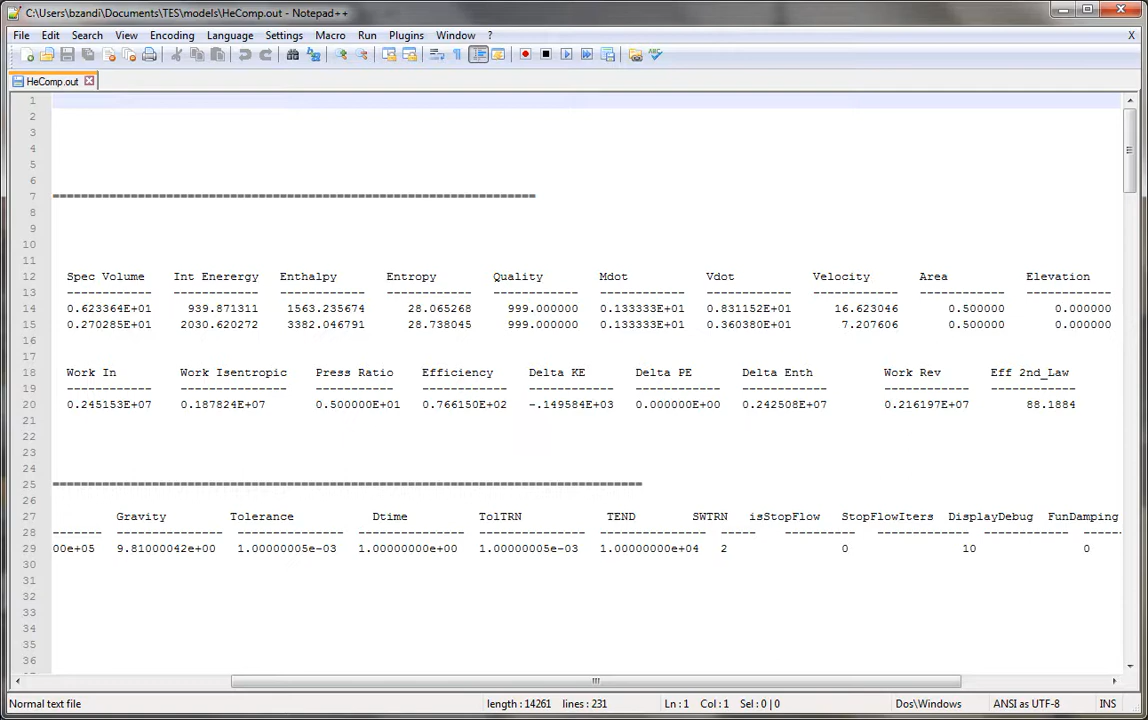 C:\Users\bzandi\Documents\TES\models\HeComp.out - Notepad++
File Edit Search View Encoding Language Settings Macro Run Plugins Window ? X
HeComp.out
1
2
3
4
5
6
7 ====================================================================
8
9
10
11
12 Spec Volume Int Enerergy Enthalpy Entropy Quality Mdot Vdot Velocity Area Elevation
13 ------------ ------------ ------------ ------------ ------------ ------------ ------------ ------------ ------------ ------------
14 0.623364E+01 939.871311 1563.235674 28.065268 999.000000 0.133333E+01 0.831152E+01 16.623046 0.500000 0.000000
15 0.270285E+01 2030.620272 3382.046791 28.738045 999.000000 0.133333E+01 0.360380E+01 7.207606 0.500000 0.000000
16
17
18 Work In Work Isentropic Press Ratio Efficiency Delta KE Delta PE Delta Enth Work Rev Eff 2nd_Law
19 ------------ --------------- ----------- ------------ ------------ ------------ ------------ ------------ ------------
20 0.245153E+07 0.187824E+07 0.500000E+01 0.766150E+02 -.149584E+03 0.000000E+00 0.242508E+07 0.216197E+07 88.1884
21
22
23
24
25 ===================================================================================
26
27 Gravity Tolerance Dtime TolTRN TEND SWTRN isStopFlow StopFlowIters DisplayDebug FunDamping
28 ------- --------------- --------------- -------------- -------------- -------------- ----- ---------- ------------- ------------ ------
29 00e+05 9.81000042e+00 1.00000005e-03 1.00000000e+00 1.00000005e-03 1.00000000e+04 2 0 10 0
30
31
32
33
34
35
36
Normal text file length : 14261 lines : 231 Ln : 1 Col : 1 Sel : 0 | 0 Dos\Windows ANSI as UTF-8 INS